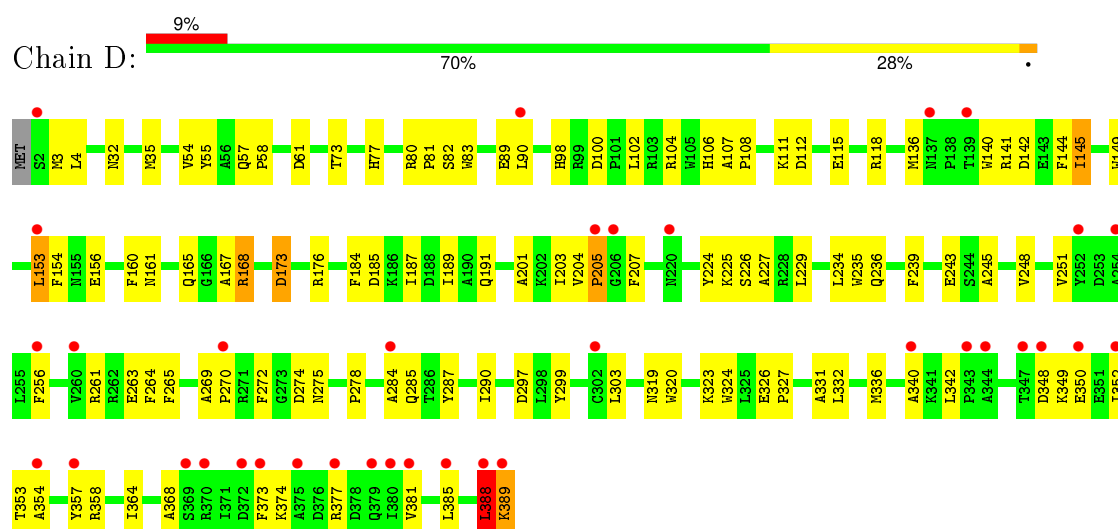 9%
Chain D:
70% 28% •
MET S2 M3 L4 N32 M35 V54 Y55 A56 Q57 P58 D61 T73 H77 R80 P81 S82 W83 E89 L90 H98 R99 D100 P101 L102 R103 R104 W105 H106 A107 P108 K111 D112 E115 R118 M136 N137 P138 T139 W140 R141 D142 E143 F144 I145 W149
L153 F154 N155 E156 F160 N161 Q165 G166 A167 R168 D173 R176 F184 D185 K186 I187 D188 I189 A190 Q191 A201 K202 I203 V204 P205 G206 F207 N220 Y224 K225 S226 A227 R228 L229 L234 W235 Q236 F239 E243 S244 A245 V248 V251 Y252 D253 A254
L255 F256 V260 R261 R262 E263 F264 F265 A269 P270 R271 F272 G273 D274 N275 P278 A284 Q285 T286 Y287 I290 D297 L298 Y299 C302 L303 N319 W320 K323 W324 L325 E326 P327 A331 L332 M336 A340 K341 L342 P343 A344 T347 D348 K349 E350 E351 I352
T353 A354 Y357 R358 I364 A368 S369 R370 I371 D372 F373 K374 A375 D376 R377 D378 Q379 I380 V381 L385 L388 K389